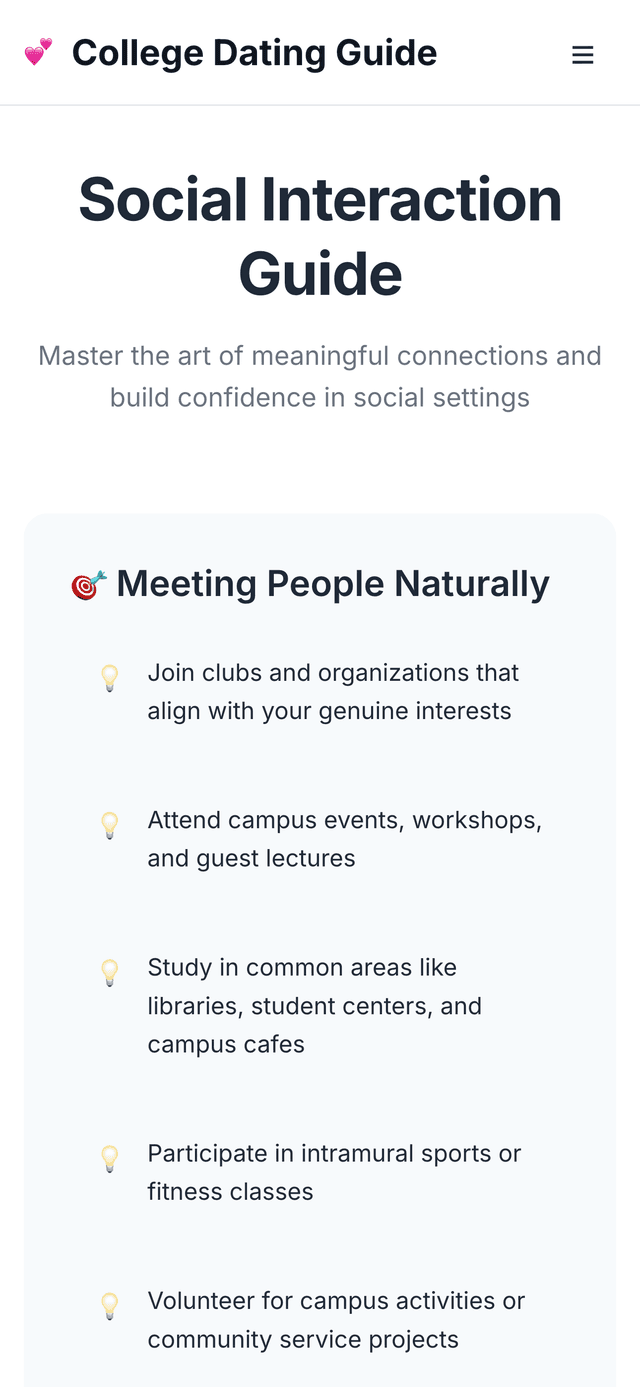 College Dating Guide
Social Interaction
Guide
Master the art of meaningful connections and
build confidence in social settings
Meeting People Naturally
Join clubs and organizations that
align with your genuine interests
Attend campus events, workshops,
and guest lectures
Study in common areas like
libraries, student centers, and
campus cafes
Participate in intramural sports or
fitness classes
Volunteer for campus activities or
community service projects